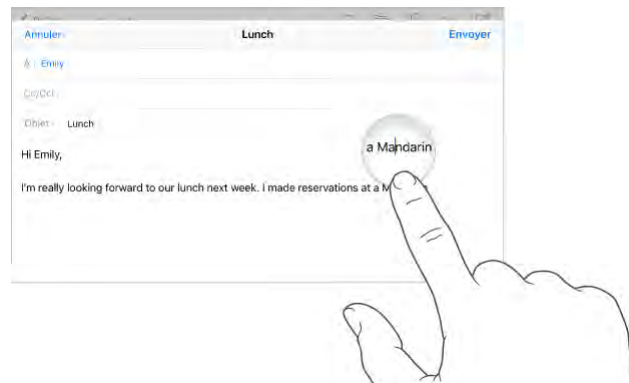 Annuler Lunch Envoyer
À : Emily
Cc/Cci :
Objet : Lunch
Hi Emily,
a Mandarin
I'm really looking forward to our lunch next week. I made reservations at a M